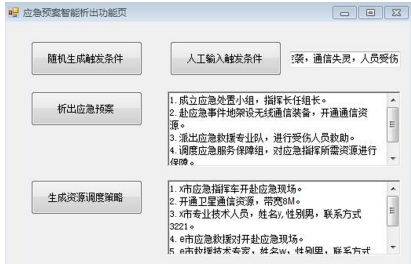 应急预案智能析出功能页
随机生成触发条件
人工输入触发条件
袭，通信失灵，人员受伤
析出应急预案
1.成立应急处置小组，指挥长任组长。
2.赴应急事件地架设无线通信装备，开通通信资
源。
3.派出应急救援专业队，进行受伤人员救助。
4.调度应急服务保障组，对应急指挥所需资源进行
保障。
生成资源调度策略
1.X市应急指挥车开赴应急现场。
2.开通卫星通信资源，带宽8M。
3.X市专业技术人员，姓名y,性别男，联系方式
3221。
4.e市应急救援对开赴应急现场。
5.e市救援技术专家，姓名w，性别男，联系方式